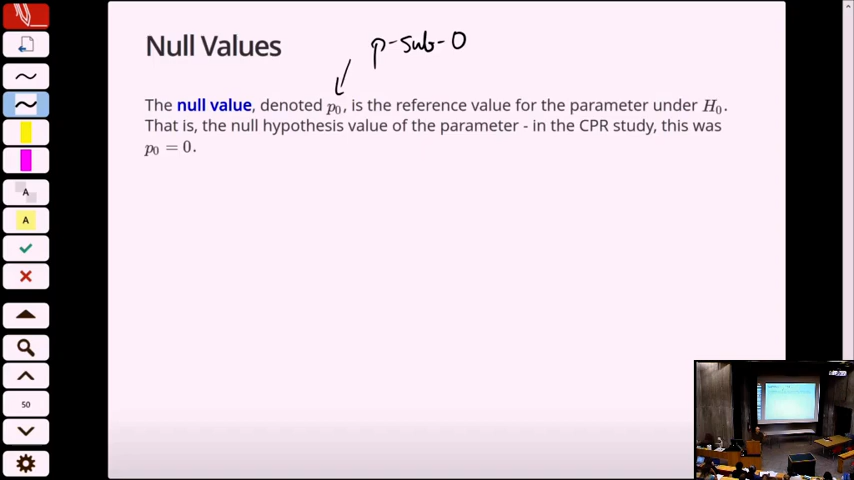 Null Values
p-sub-0
The null value, denoted p₀, is the reference value for the parameter under H₀.
That is, the null hypothesis value of the parameter - in the CPR study, this was
p₀ = 0.
A
A
50